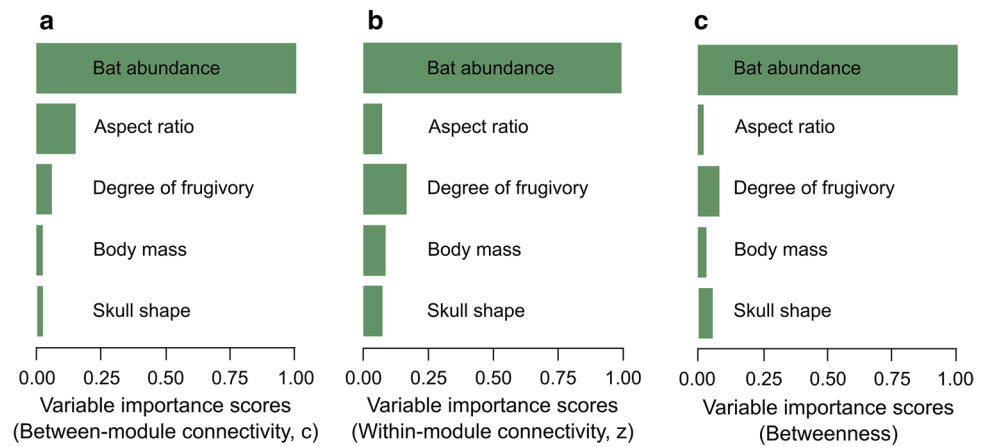 a
Bat abundance
Aspect ratio
Degree of frugivory
Body mass
Skull shape
0.00 0.25 0.50 0.75 1.00
Variable importance scores
(Between-module connectivity, c)
b
Bat abundance
Aspect ratio
Degree of frugivory
Body mass
Skull shape
0.00 0.25 0.50 0.75 1.00
Variable importance scores
(Within-module connectivity, z)
c
Bat abundance
Aspect ratio
Degree of frugivory
Body mass
Skull shape
0.00 0.25 0.50 0.75 1.00
Variable importance scores
(Betweenness)